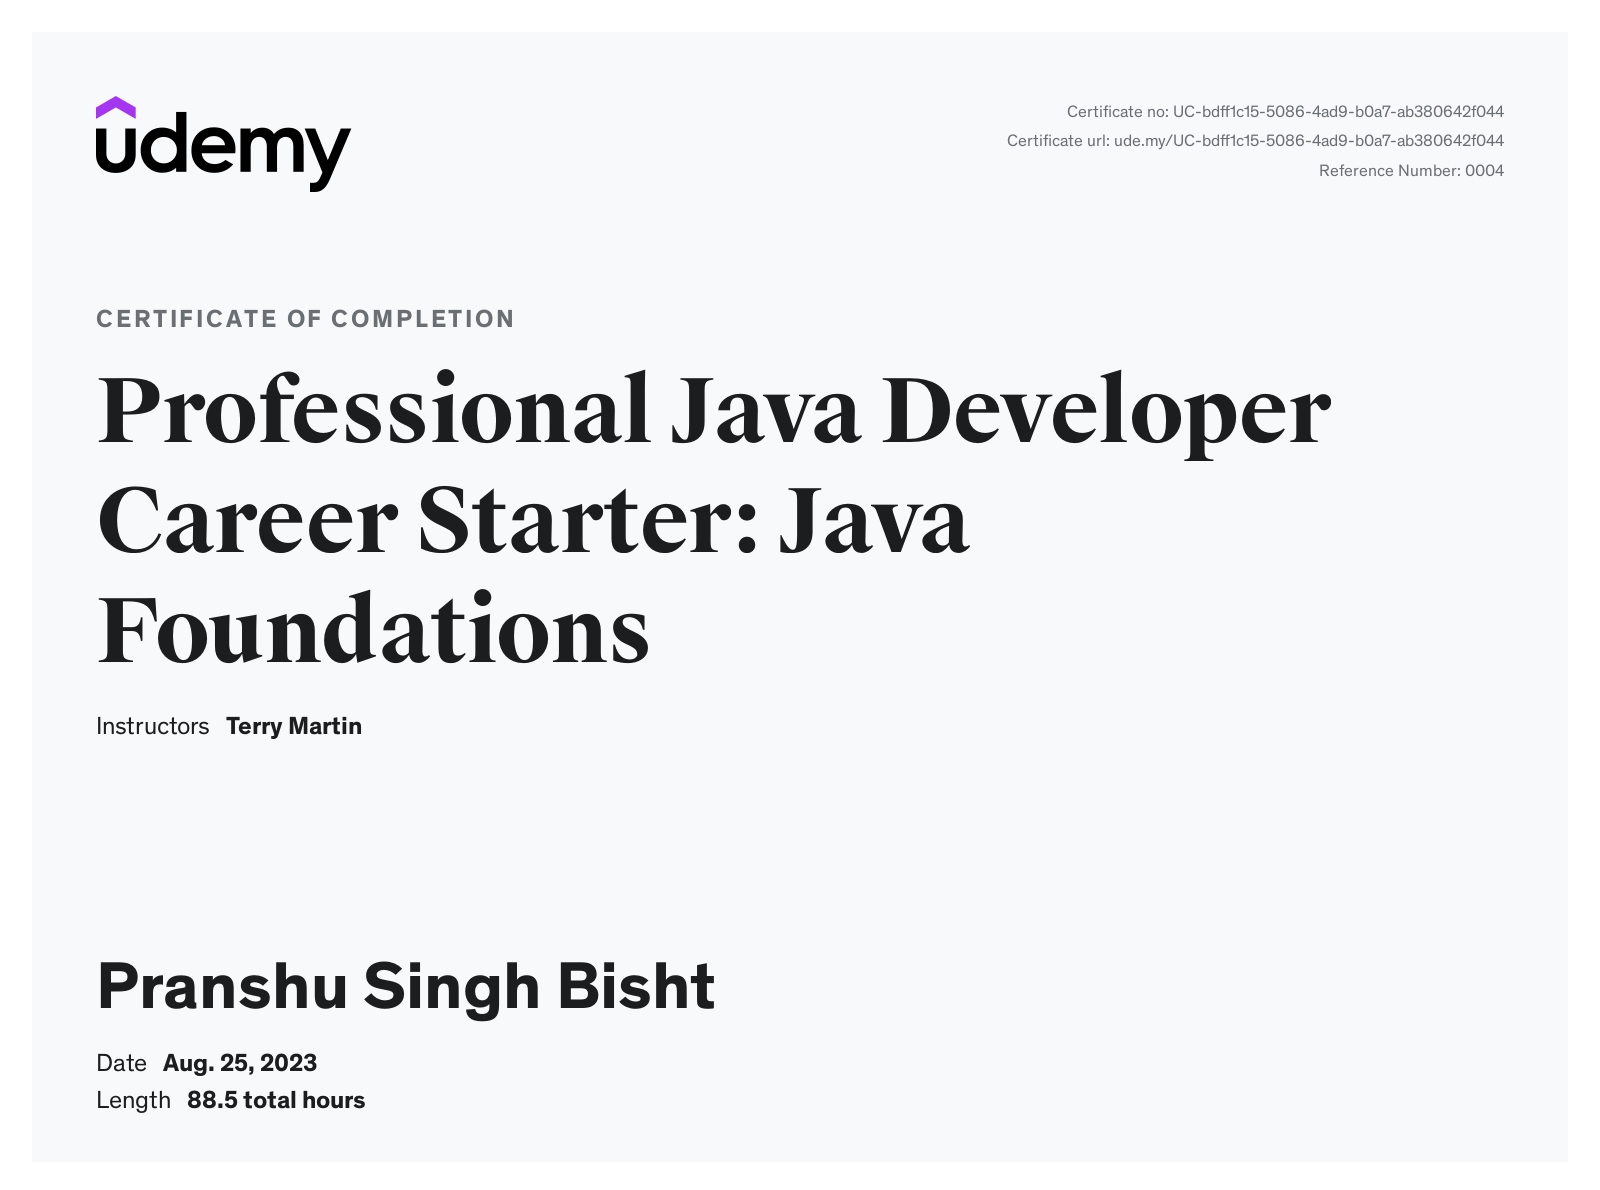 udemy
Certificate no: UC-bdff1c15-5086-4ad9-b0a7-ab380642f044
Certificate url: ude.my/UC-bdff1c15-5086-4ad9-b0a7-ab380642f044
Reference Number: 0004
CERTIFICATE OF COMPLETION
Professional Java Developer
Career Starter: Java
Foundations
Instructors Terry Martin
Pranshu Singh Bisht
Date Aug. 25, 2023
Length 88.5 total hours